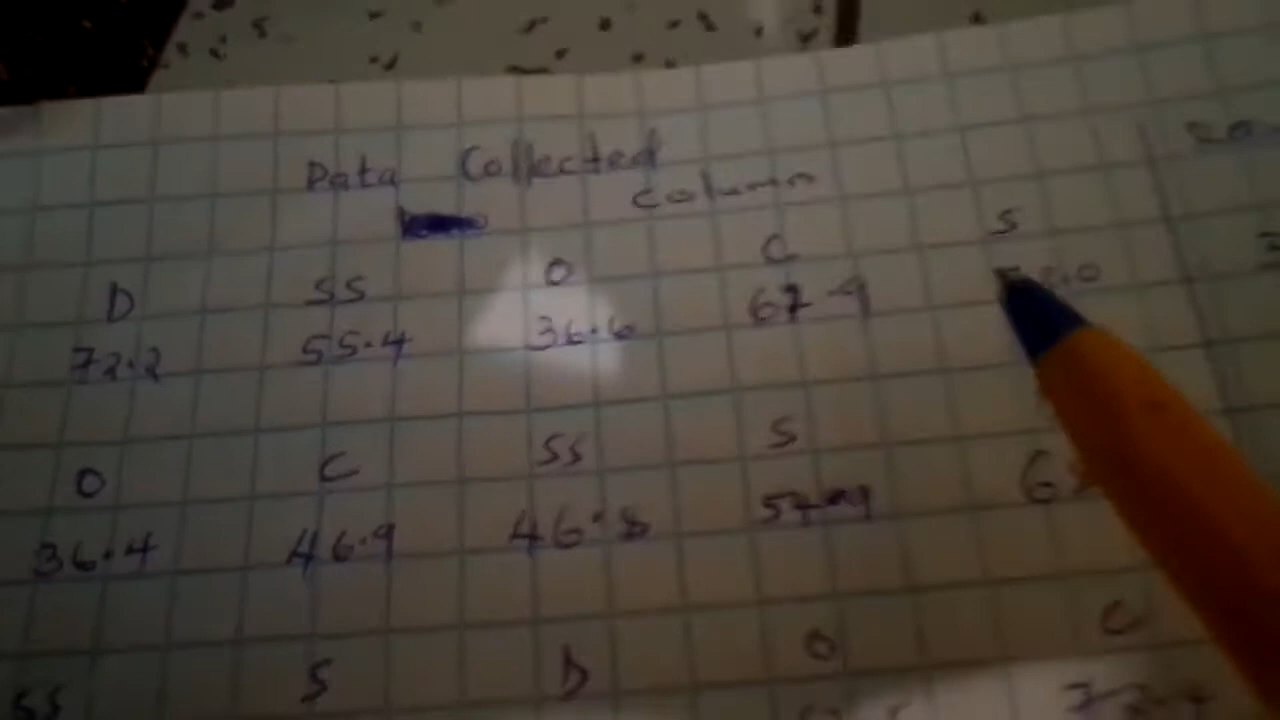 Data Collected
column
D SS O C S
72.2 55.4 36.6 67.9
O C SS S
36.4 46.9 46.8
SS S D O C